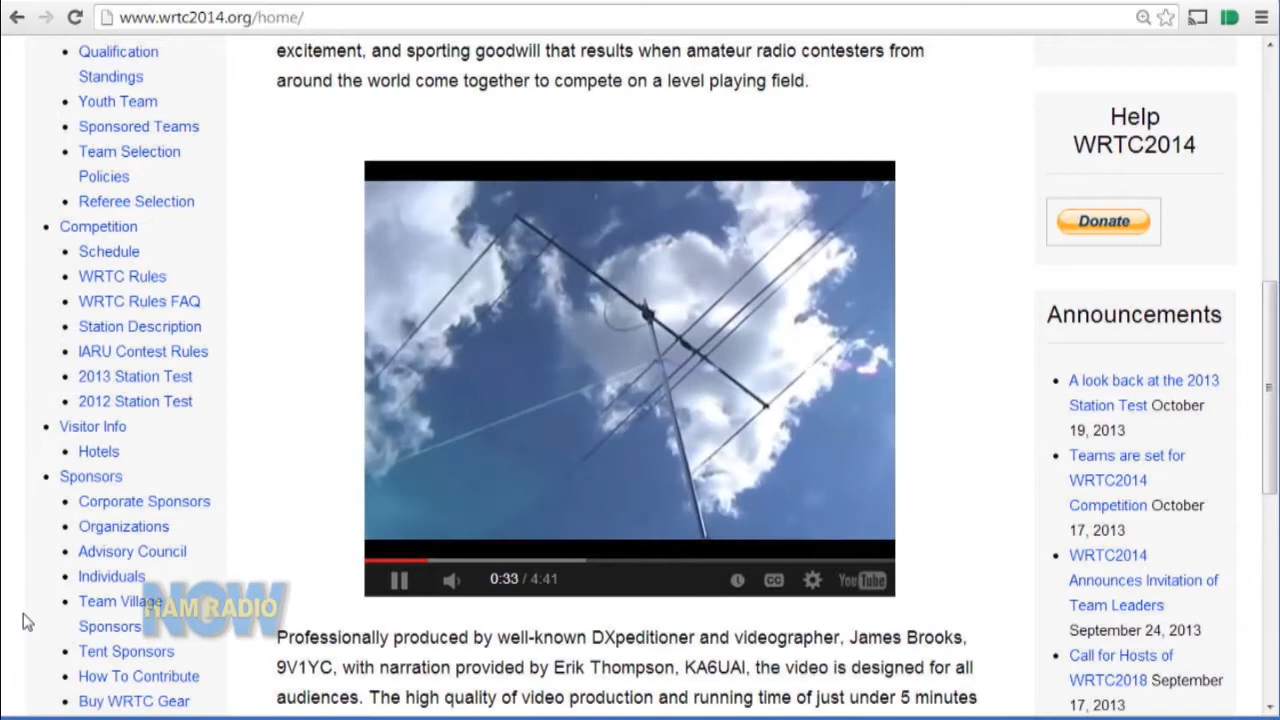 www.wrtc2014.org/home/
Qualification
Standings
Youth Team
Sponsored Teams
Team Selection
Policies
Referee Selection
Competition
Schedule
WRTC Rules
WRTC Rules FAQ
Station Description
IARU Contest Rules
2013 Station Test
2012 Station Test
Visitor Info
Hotels
Sponsors
Corporate Sponsors
Organizations
Advisory Council
Individuals
Team Village
Sponsors
Tent Sponsors
How To Contribute
Buy WRTC Gear
NOW
HAM RADIO
excitement, and sporting goodwill that results when amateur radio contesters from
around the world come together to compete on a level playing field.
0:33 / 4:41
CC
YouTube
Professionally produced by well-known DXpeditioner and videographer, James Brooks,
9V1YC, with narration provided by Erik Thompson, KA6UAI, the video is designed for all
audiences. The high quality of video production and running time of just under 5 minutes
Help
WRTC2014
Donate
Announcements
A look back at the 2013
Station Test October
19, 2013
Teams are set for
WRTC2014
Competition October
17, 2013
WRTC2014
Announces Invitation of
Team Leaders
September 24, 2013
Call for Hosts of
WRTC2018 September
17, 2013